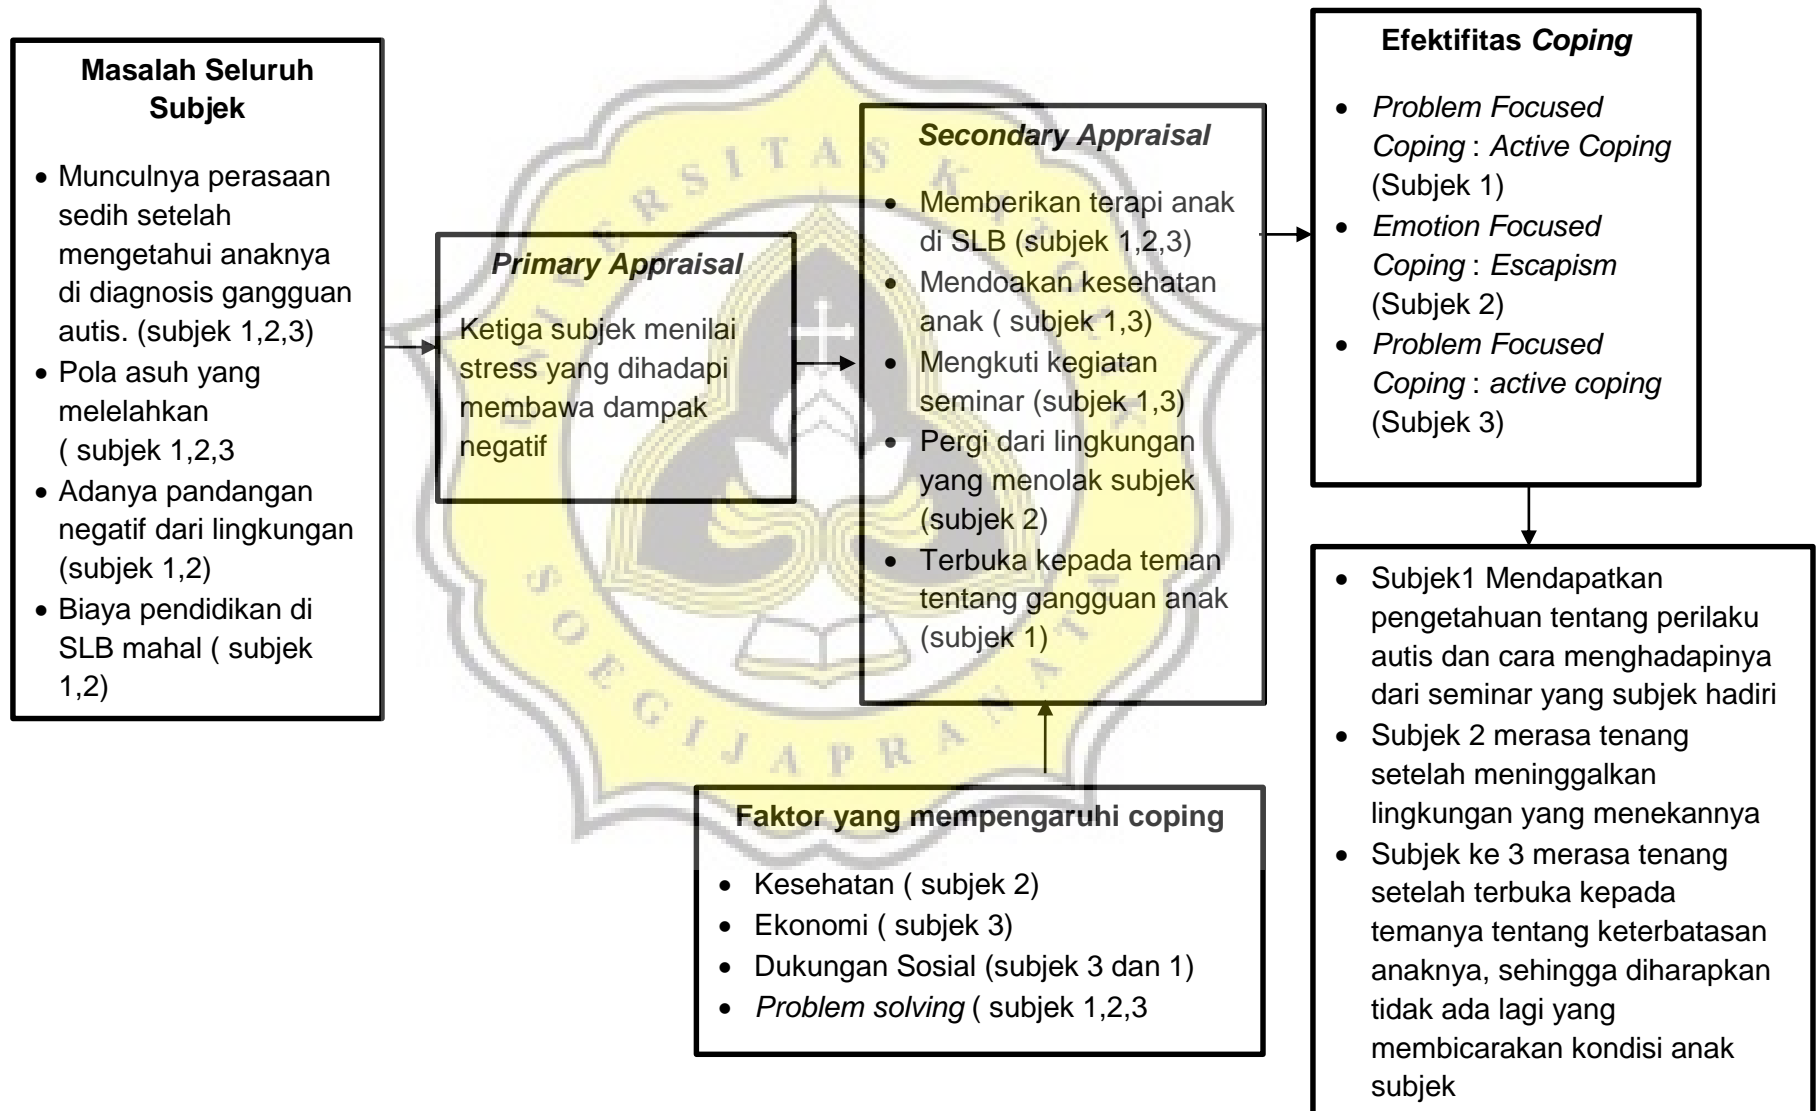 Masalah Seluruh
Subjek
• Munculnya perasaan
sedih setelah
mengetahui anaknya
di diagnosis gangguan
autis. (subjek 1,2,3)
• Pola asuh yang
melelahkan
( subjek 1,2,3
• Adanya pandangan
negatif dari lingkungan
(subjek 1,2)
• Biaya pendidikan di
SLB mahal ( subjek
1,2)
Primary Appraisal
Ketiga subjek menilai
stress yang dihadapi
membawa dampak
negatif
Secondary Appraisal
• Memberikan terapi anak
di SLB (subjek 1,2,3)
• Mendoakan kesehatan
anak ( subjek 1,3)
• Mengkuti kegiatan
seminar (subjek 1,3)
• Pergi dari lingkungan
yang menolak subjek
(subjek 2)
• Terbuka kepada teman
tentang gangguan anak
(subjek 1)
Faktor yang mempengaruhi coping
• Kesehatan ( subjek 2)
• Ekonomi ( subjek 3)
• Dukungan Sosial (subjek 3 dan 1)
• Problem solving ( subjek 1,2,3
Efektifitas Coping
• Problem Focused
Coping : Active Coping
(Subjek 1)
• Emotion Focused
Coping : Escapism
(Subjek 2)
• Problem Focused
Coping : active coping
(Subjek 3)
• Subjek1 Mendapatkan
pengetahuan tentang perilaku
autis dan cara menghadapinya
dari seminar yang subjek hadiri
• Subjek 2 merasa tenang
setelah meninggalkan
lingkungan yang menekannya
• Subjek ke 3 merasa tenang
setelah terbuka kepada
temanya tentang keterbatasan
anaknya, sehingga diharapkan
tidak ada lagi yang
membicarakan kondisi anak
subjek
UNIVERSITAS KATOLIK
SOEGIJAPRANATA